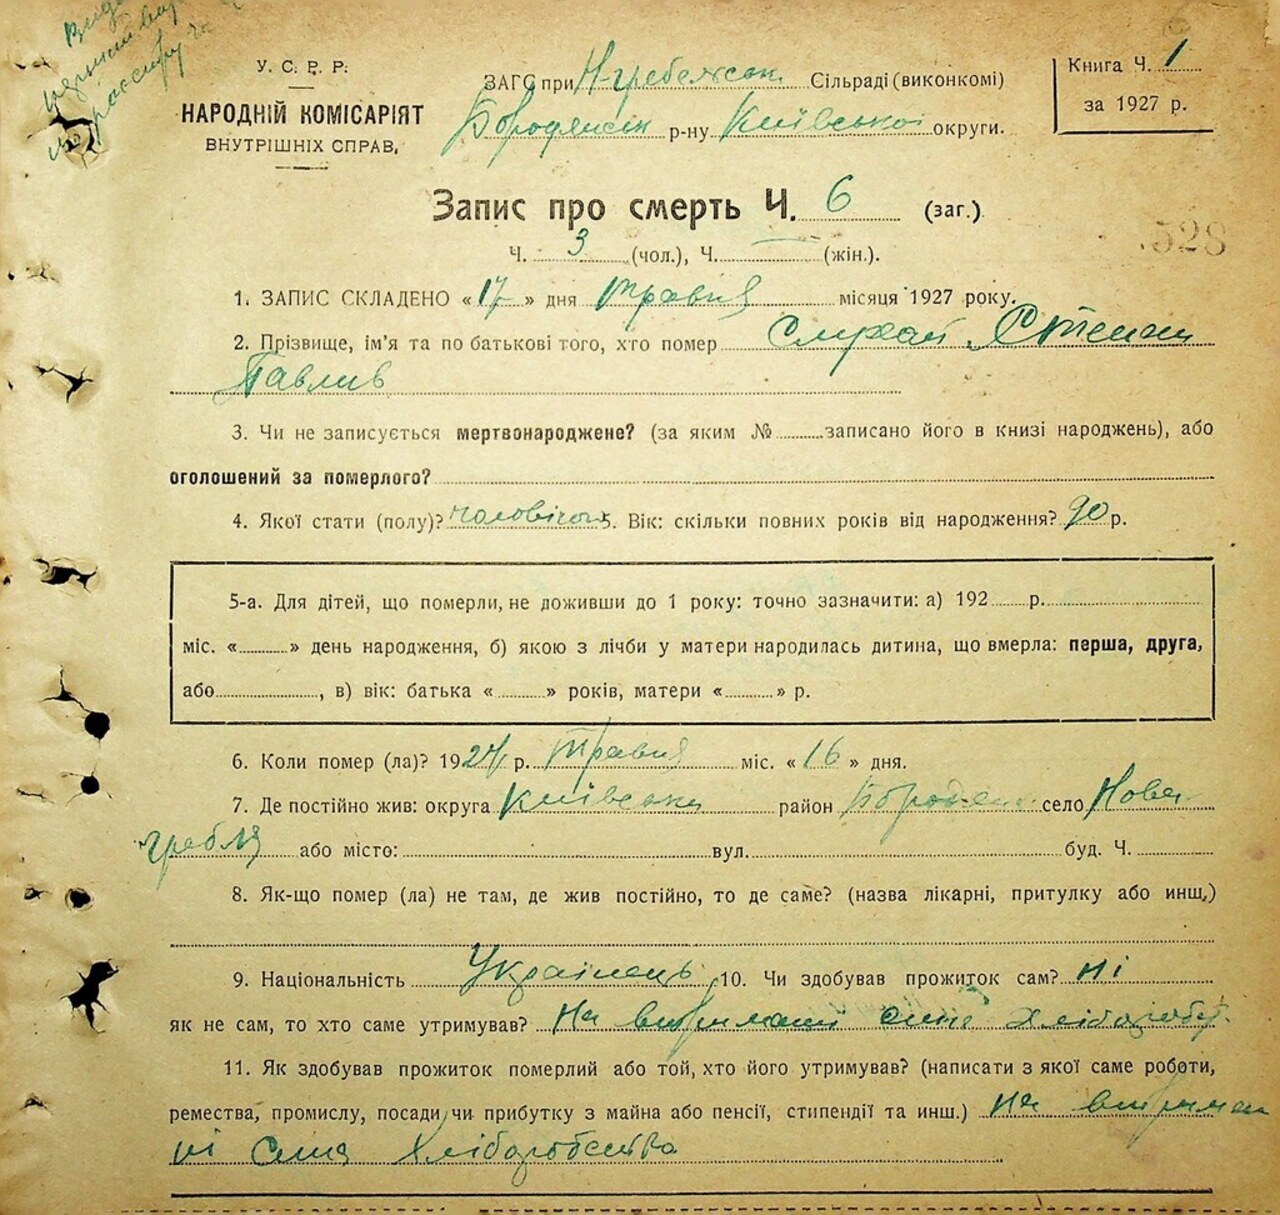 У. С. Р. Р.
НАРОДНІЙ КОМІСАРІЯТ
ВНУТРІШНІХ СПРАВ.
ЗАГС при Н-гребельськ Сільраді (виконкомі)
Бородянськ р-ну Київської округи.
Книга Ч. 1
за 1927 р.
Запис про смерть Ч. 6 (заг.)
Ч. 3 (чол.), Ч. — (жін.).
528
1. ЗАПИС СКЛАДЕНО «17» дня травня місяця 1927 року.
2. Прізвище, ім'я та по батькові того, хто помер Слухай Степан
Павлив
3. Чи не записується мертвонароджене? (за яким № записано його в книзі народжень), або
оголошений за померлого?
4. Якої стати (полу)? чоловічої 5. Вік: скільки повних років від народження? 90 р.
5-а. Для дітей, що померли, не доживши до 1 року: точно зазначити: а) 192 р.
міс. « » день народження, б) якою з лічби у матери народилась дитина, що вмерла: перша, друга,
або , в) вік: батька « » років, матери « » р.
6. Коли помер (ла)? 1927 р. травня міс. «16» дня.
7. Де постійно жив: округа Київська район Бородян село Нова
гребля або місто: вул. буд. Ч.
8. Як-що помер (ла) не там, де жив постійно, то де саме? (назва лікарні, притулку або инш.)
9. Національність Українець 10. Чи здобував прожиток сам? ні
як не сам, то хто саме утримував? На втриманні сина хлібороб
11. Як здобував прожиток померлий або той, хто його утримував? (написати з якої саме роботи,
ремества, промислу, посади чи прибутку з майна або пенсії, стипендії та инш.) на втриман
ні сина хліборобства